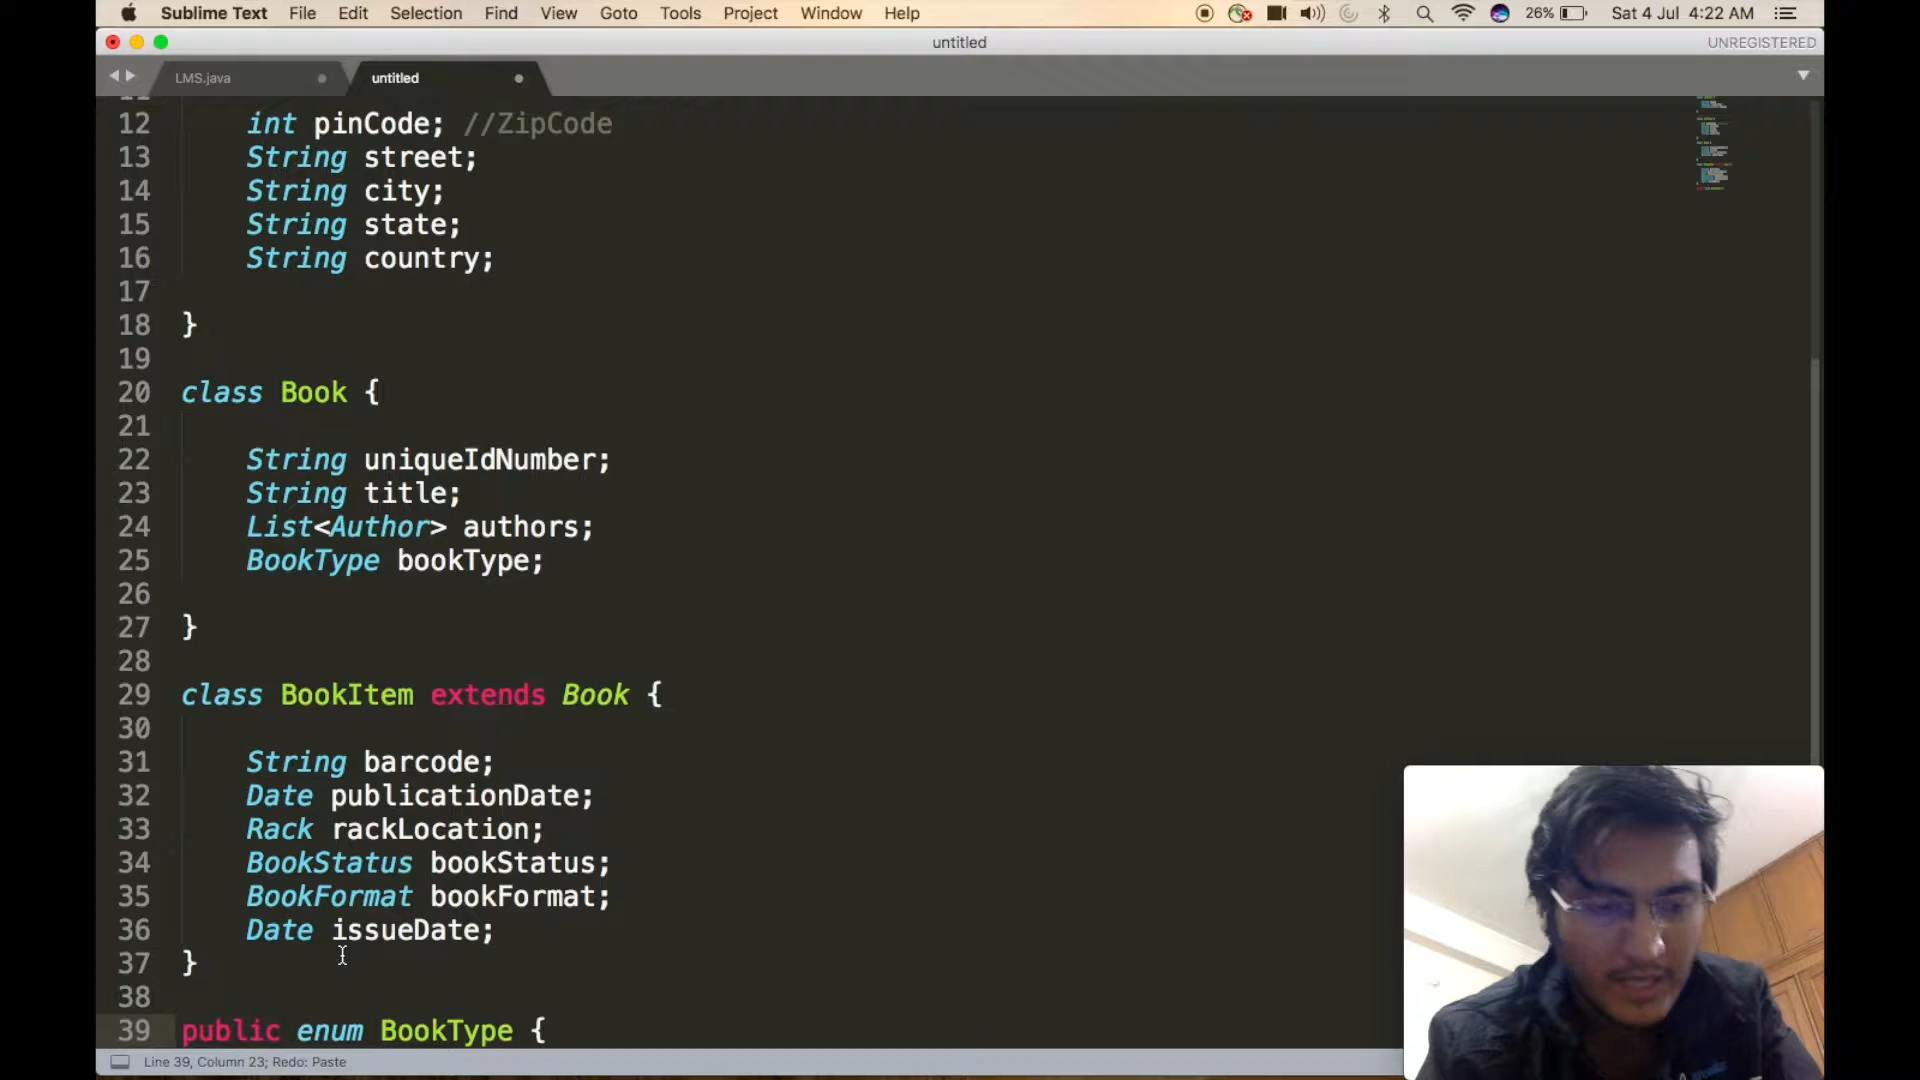 Sublime Text File Edit Selection Find View Goto Tools Project Window Help 26% Sat 4 Jul 4:22 AM
untitled UNREGISTERED
LMS.java untitled
12 int pinCode; //ZipCode
13 String street;
14 String city;
15 String state;
16 String country;
17
18 }
19
20 class Book {
21
22 String uniqueIdNumber;
23 String title;
24 List<Author> authors;
25 BookType bookType;
26
27 }
28
29 class BookItem extends Book {
30
31 String barcode;
32 Date publicationDate;
33 Rack rackLocation;
34 BookStatus bookStatus;
35 BookFormat bookFormat;
36 Date issueDate;
37 }
38
39 public enum BookType {
Line 39, Column 23; Redo: Paste